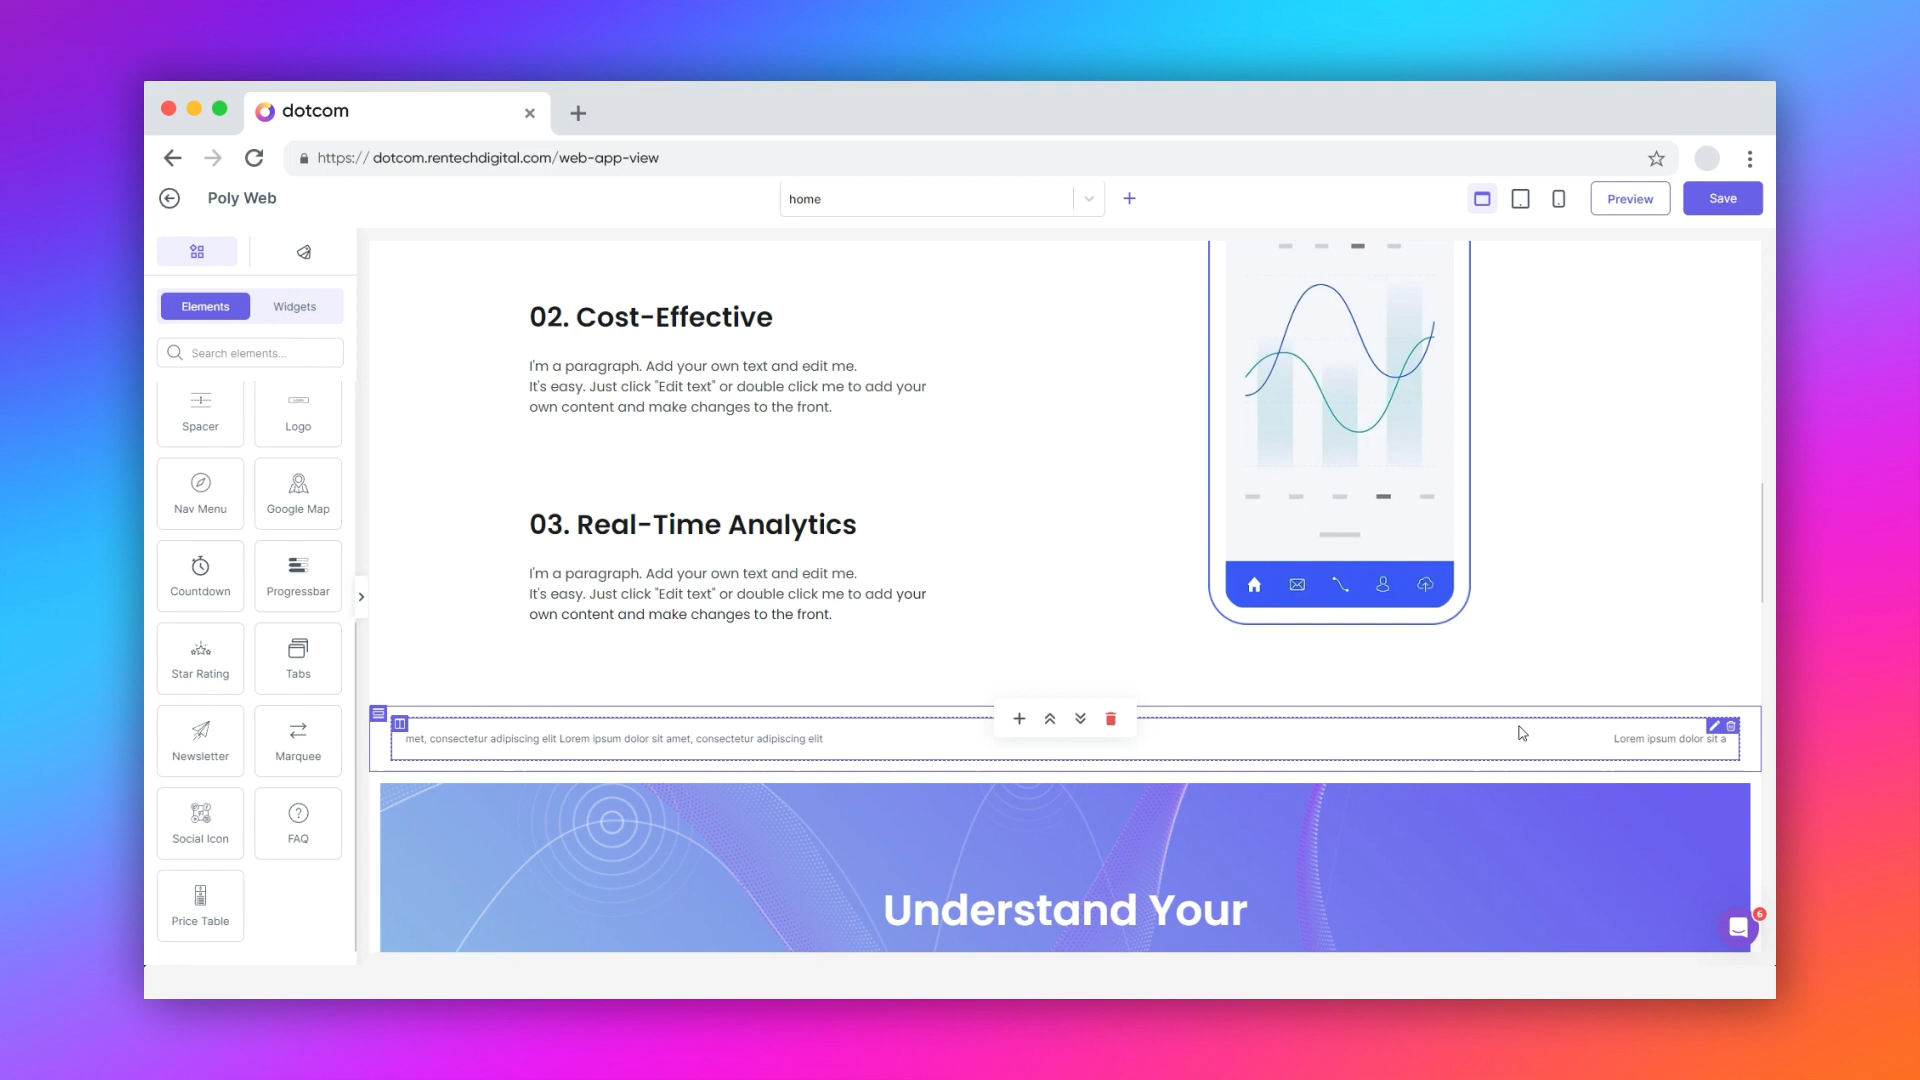 dotcom
https:// dotcom.rentechdigital.com/web-app-view
Poly Web
home
Preview
Save
Elements
Widgets
Search elements...
Spacer
Logo
Nav Menu
Google Map
Countdown
Progressbar
Star Rating
Tabs
Newsletter
Marquee
Social Icon
FAQ
Price Table
02. Cost-Effective
I'm a paragraph. Add your own text and edit me.
It's easy. Just click "Edit text" or double click me to add your
own content and make changes to the front.
03. Real-Time Analytics
I'm a paragraph. Add your own text and edit me.
It's easy. Just click "Edit text" or double click me to add your
own content and make changes to the front.
met, consectetur adipiscing elit Lorem ipsum dolor sit amet, consectetur adipiscing elit
Lorem ipsum dolor sit a
Understand Your
6